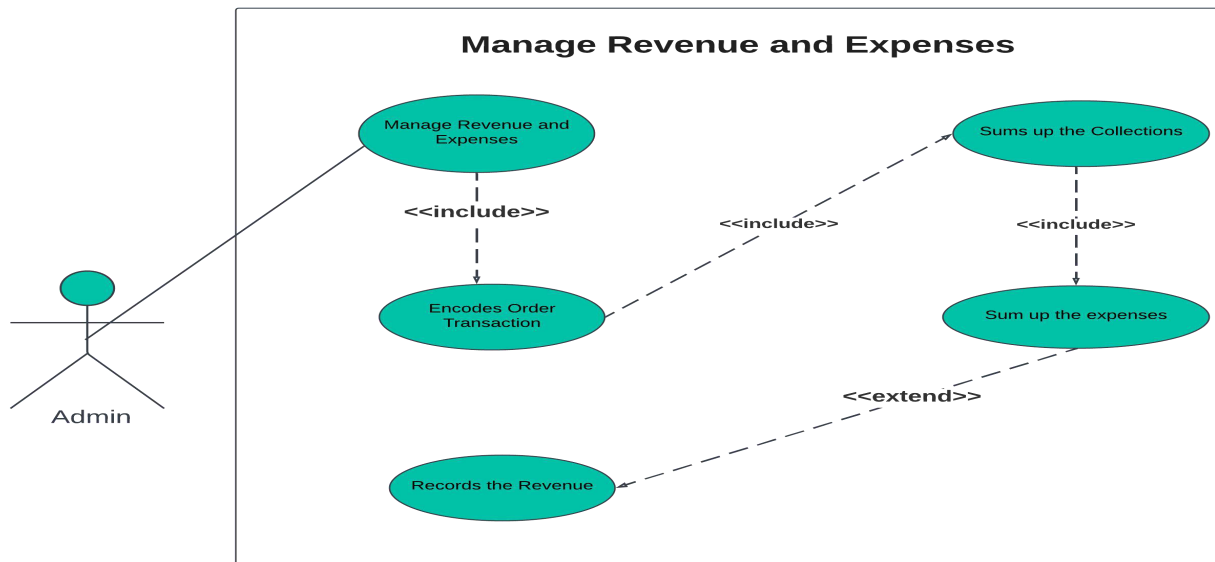 Manage Revenue and Expenses
Manage Revenue and
Expenses
Sums up the Collections
<<include>>
<<include>>
<<include>>
Encodes Order
Transaction
Sum up the expenses
<<extend>>
Admin
Records the Revenue